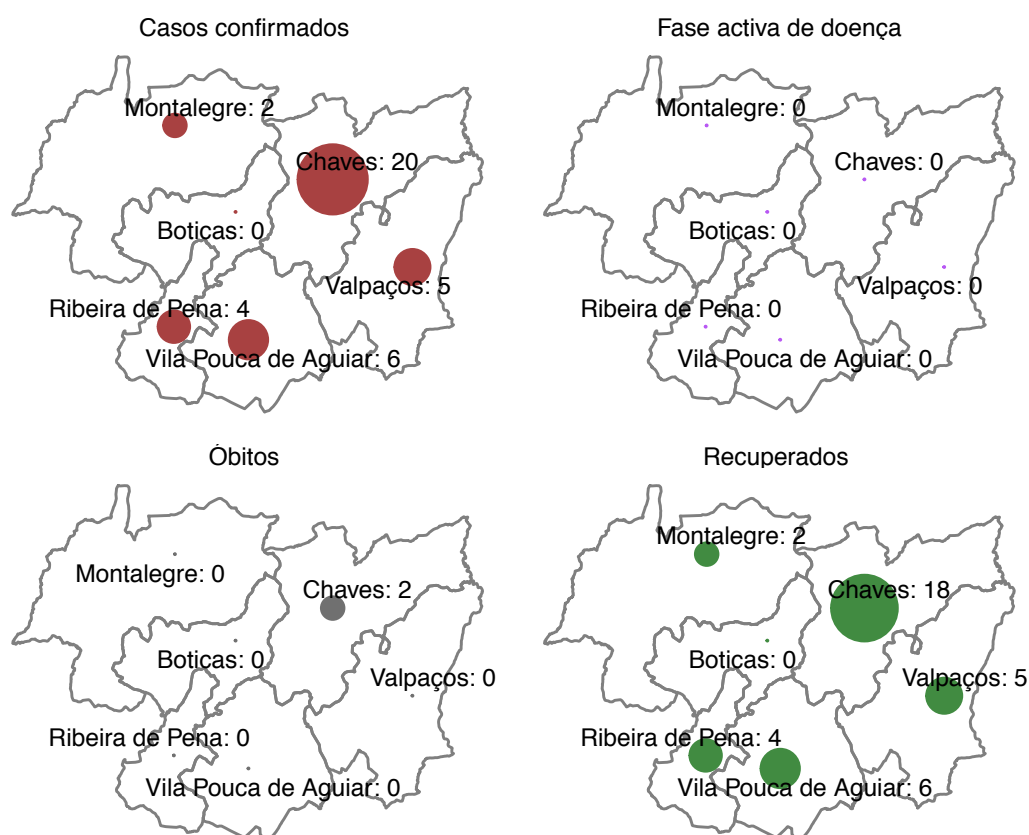 Casos confirmados
Montalegre: 2
Chaves: 20
Boticas: 0
Valpaços: 5
Ribeira de Pena: 4
Vila Pouca de Aguiar: 6
Fase activa de doença
Montalegre: 0
Chaves: 0
Boticas: 0
Valpaços: 0
Ribeira de Pena: 0
Vila Pouca de Aguiar: 0
Óbitos
Montalegre: 0
Chaves: 2
Boticas: 0
Valpaços: 0
Ribeira de Pena: 0
Vila Pouca de Aguiar: 0
Recuperados
Montalegre: 2
Chaves: 18
Boticas: 0
Valpaços: 5
Ribeira de Pena: 4
Vila Pouca de Aguiar: 6